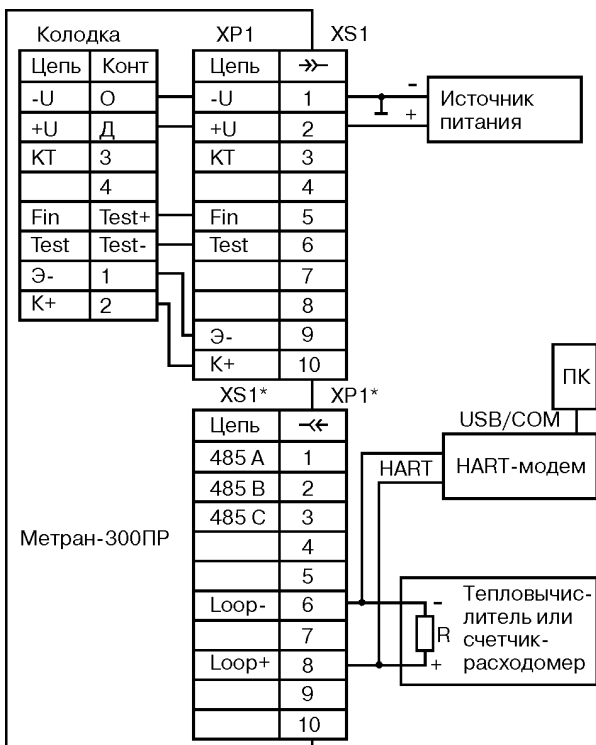 Колодка XP1 XS1
Цепь Конт Цепь
-U О -U 1 - Источник
+U Д +U 2 + питания
КТ 3 КТ 3
4 4
Fin Test+ Fin 5
Test Test- Test 6
Э- 1 7
К+ 2 8
Э- 9
К+ 10
ПК
XS1* XP1*
Цепь USB/COM
485 A 1 HART HART-модем
485 B 2
485 C 3
Метран-300ПР 4
5
Loop- 6 - Тепловычис-
7 R литель или
счетчик-
Loop+ 8 + расходомер
9
10